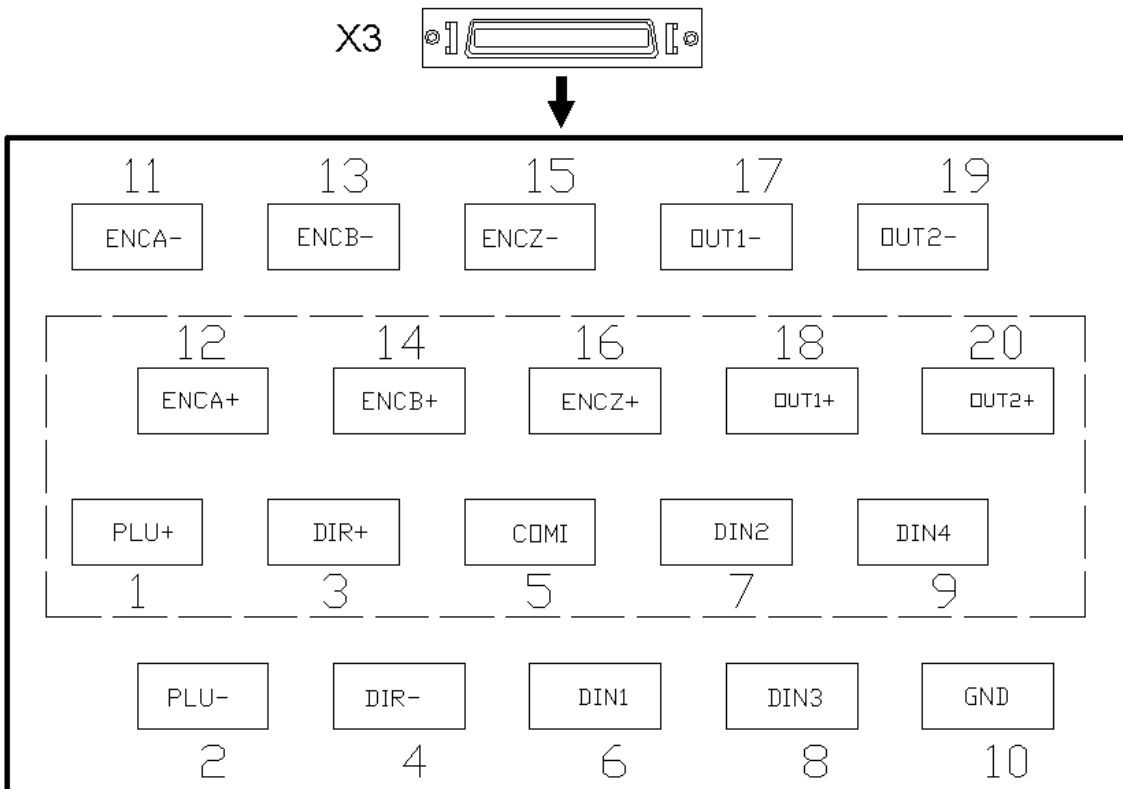 X3
11 13 15 17 19
ENCA- ENCB- ENCZ- OUT1- OUT2-
12 14 16 18 20
ENCA+ ENCB+ ENCZ+ OUT1+ OUT2+
PLU+ DIR+ COMI DIN2 DIN4
1 3 5 7 9
PLU- DIR- DIN1 DIN3 GND
2 4 6 8 10